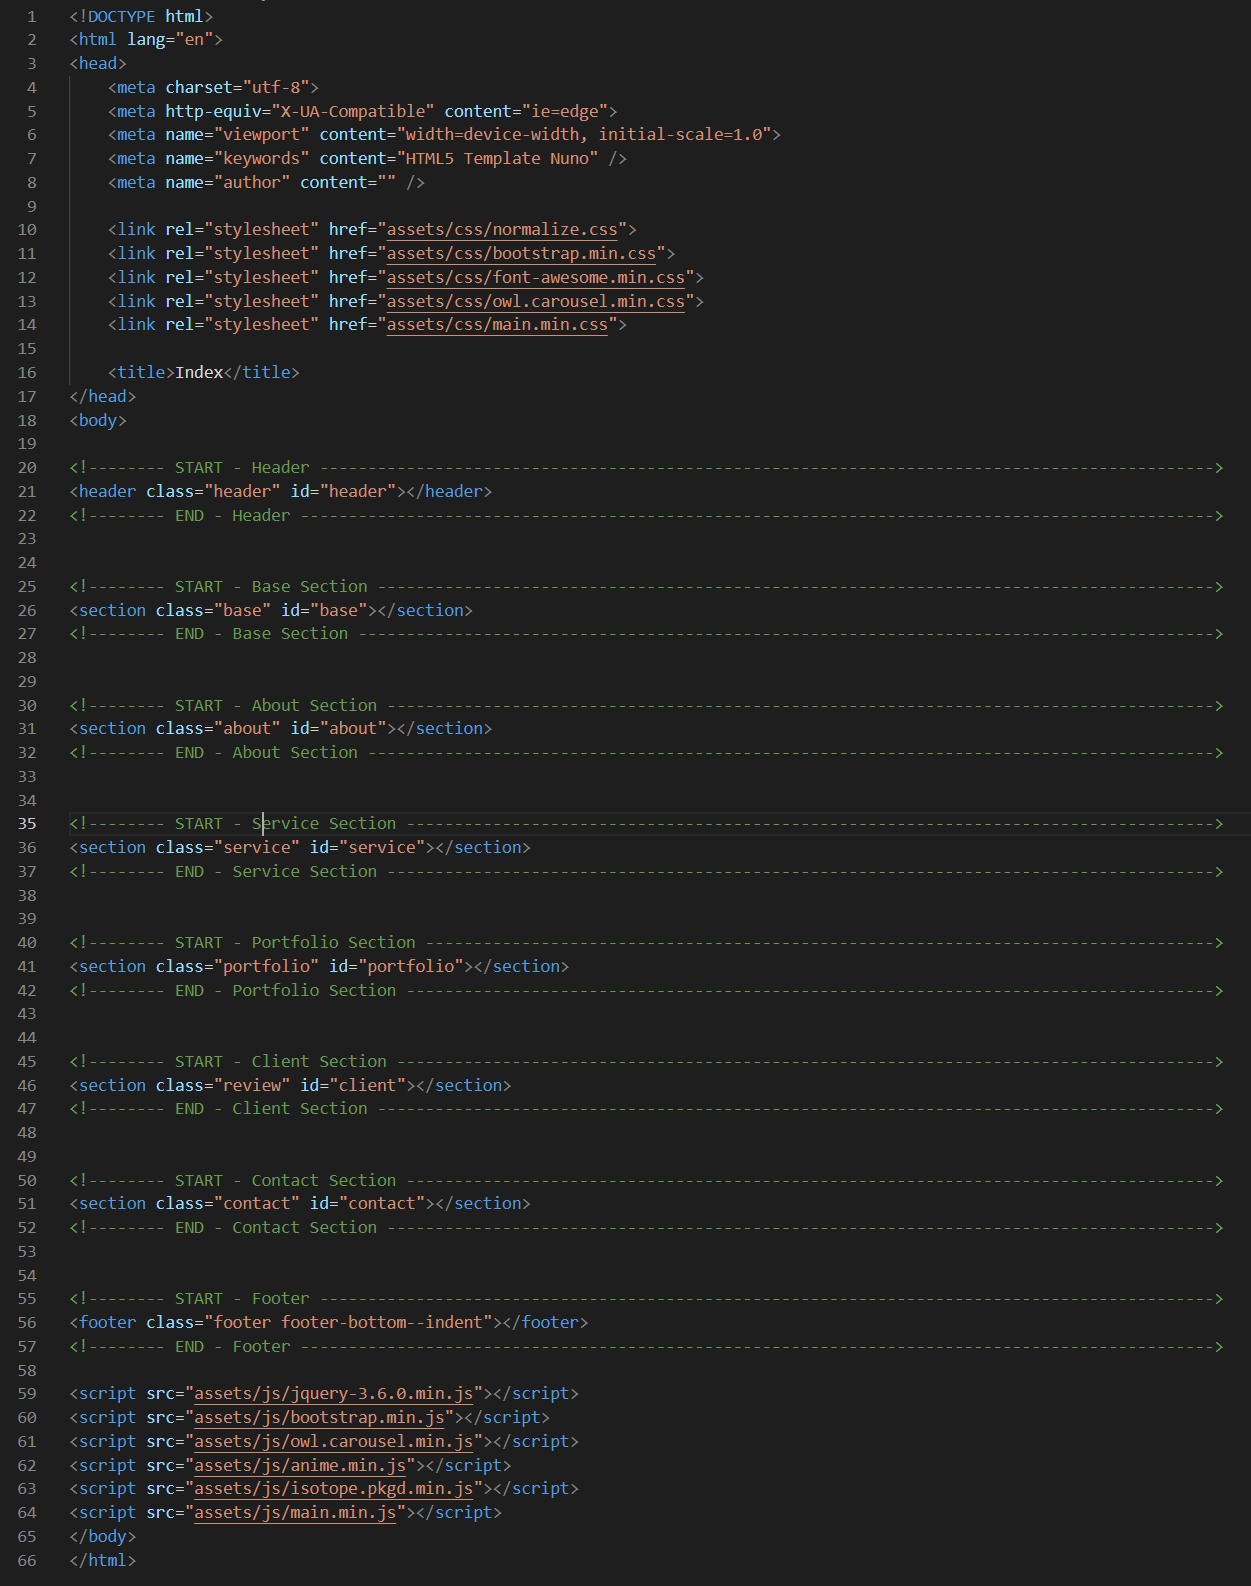 1 <!DOCTYPE html>
2 <html lang="en">
3 <head>
4 <meta charset="utf-8">
5 <meta http-equiv="X-UA-Compatible" content="ie=edge">
6 <meta name="viewport" content="width=device-width, initial-scale=1.0">
7 <meta name="keywords" content="HTML5 Template Nuno" />
8 <meta name="author" content="" />
9
10 <link rel="stylesheet" href="assets/css/normalize.css">
11 <link rel="stylesheet" href="assets/css/bootstrap.min.css">
12 <link rel="stylesheet" href="assets/css/font-awesome.min.css">
13 <link rel="stylesheet" href="assets/css/owl.carousel.min.css">
14 <link rel="stylesheet" href="assets/css/main.min.css">
15
16 <title>Index</title>
17 </head>
18 <body>
19
20 <!-------- START - Header --------------------------------------------------------------------------------------------->
21 <header class="header" id="header"></header>
22 <!-------- END - Header ----------------------------------------------------------------------------------------------->
23
24
25 <!-------- START - Base Section --------------------------------------------------------------------------------------->
26 <section class="base" id="base"></section>
27 <!-------- END - Base Section ----------------------------------------------------------------------------------------->
28
29
30 <!-------- START - About Section -------------------------------------------------------------------------------------->
31 <section class="about" id="about"></section>
32 <!-------- END - About Section ---------------------------------------------------------------------------------------->
33
34
35 <!-------- START - Service Section ------------------------------------------------------------------------------------>
36 <section class="service" id="service"></section>
37 <!-------- END - Service Section -------------------------------------------------------------------------------------->
38
39
40 <!-------- START - Portfolio Section ---------------------------------------------------------------------------------->
41 <section class="portfolio" id="portfolio"></section>
42 <!-------- END - Portfolio Section ------------------------------------------------------------------------------------>
43
44
45 <!-------- START - Client Section ------------------------------------------------------------------------------------->
46 <section class="review" id="client"></section>
47 <!-------- END - Client Section --------------------------------------------------------------------------------------->
48
49
50 <!-------- START - Contact Section ------------------------------------------------------------------------------------>
51 <section class="contact" id="contact"></section>
52 <!-------- END - Contact Section -------------------------------------------------------------------------------------->
53
54
55 <!-------- START - Footer --------------------------------------------------------------------------------------------->
56 <footer class="footer footer-bottom--indent"></footer>
57 <!-------- END - Footer ----------------------------------------------------------------------------------------------->
58
59 <script src="assets/js/jquery-3.6.0.min.js"></script>
60 <script src="assets/js/bootstrap.min.js"></script>
61 <script src="assets/js/owl.carousel.min.js"></script>
62 <script src="assets/js/anime.min.js"></script>
63 <script src="assets/js/isotope.pkgd.min.js"></script>
64 <script src="assets/js/main.min.js"></script>
65 </body>
66 </html>